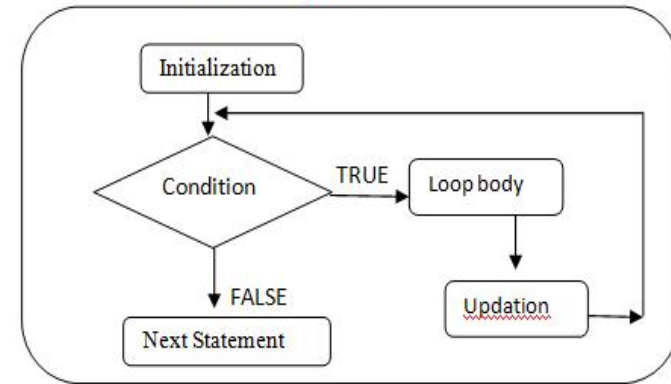 Initialization
Condition
TRUE
Loop body
FALSE
Updation
Next Statement